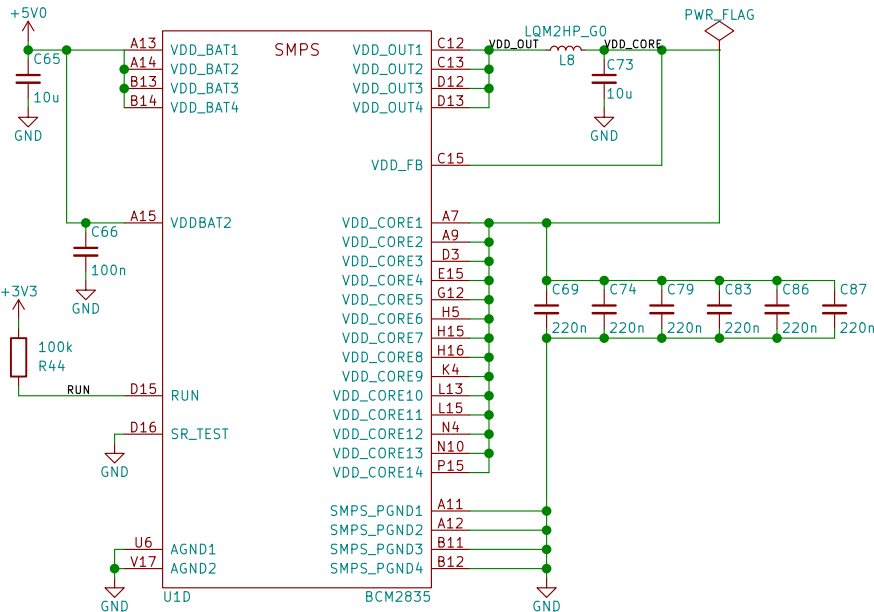 +5V0
C65
10u
GND
A13 VDD_BAT1
A14 VDD_BAT2
B13 VDD_BAT3
B14 VDD_BAT4
SMPS
VDD_OUT1 C12
VDD_OUT2 C13
VDD_OUT3 D12
VDD_OUT4 D13
VDD_OUT
LQM2HP_G0
L8
VDD_CORE
PWR_FLAG
C73
10u
GND
VDD_FB C15
A15 VDDBAT2
C66
100n
GND
VDD_CORE1 A7
VDD_CORE2 A9
VDD_CORE3 D3
VDD_CORE4 E15
VDD_CORE5 G12
VDD_CORE6 H5
VDD_CORE7 H15
VDD_CORE8 H16
VDD_CORE9 K4
VDD_CORE10 L13
VDD_CORE11 L15
VDD_CORE12 N4
VDD_CORE13 N10
VDD_CORE14 P15
C69 C74 C79 C83 C86 C87
220n 220n 220n 220n 220n 220n
+3V3
100k
R44
RUN
D15 RUN
D16 SR_TEST
GND
SMPS_PGND1 A11
SMPS_PGND2 A12
SMPS_PGND3 B11
SMPS_PGND4 B12
U6 AGND1
V17 AGND2
GND
U1D
BCM2835
GND